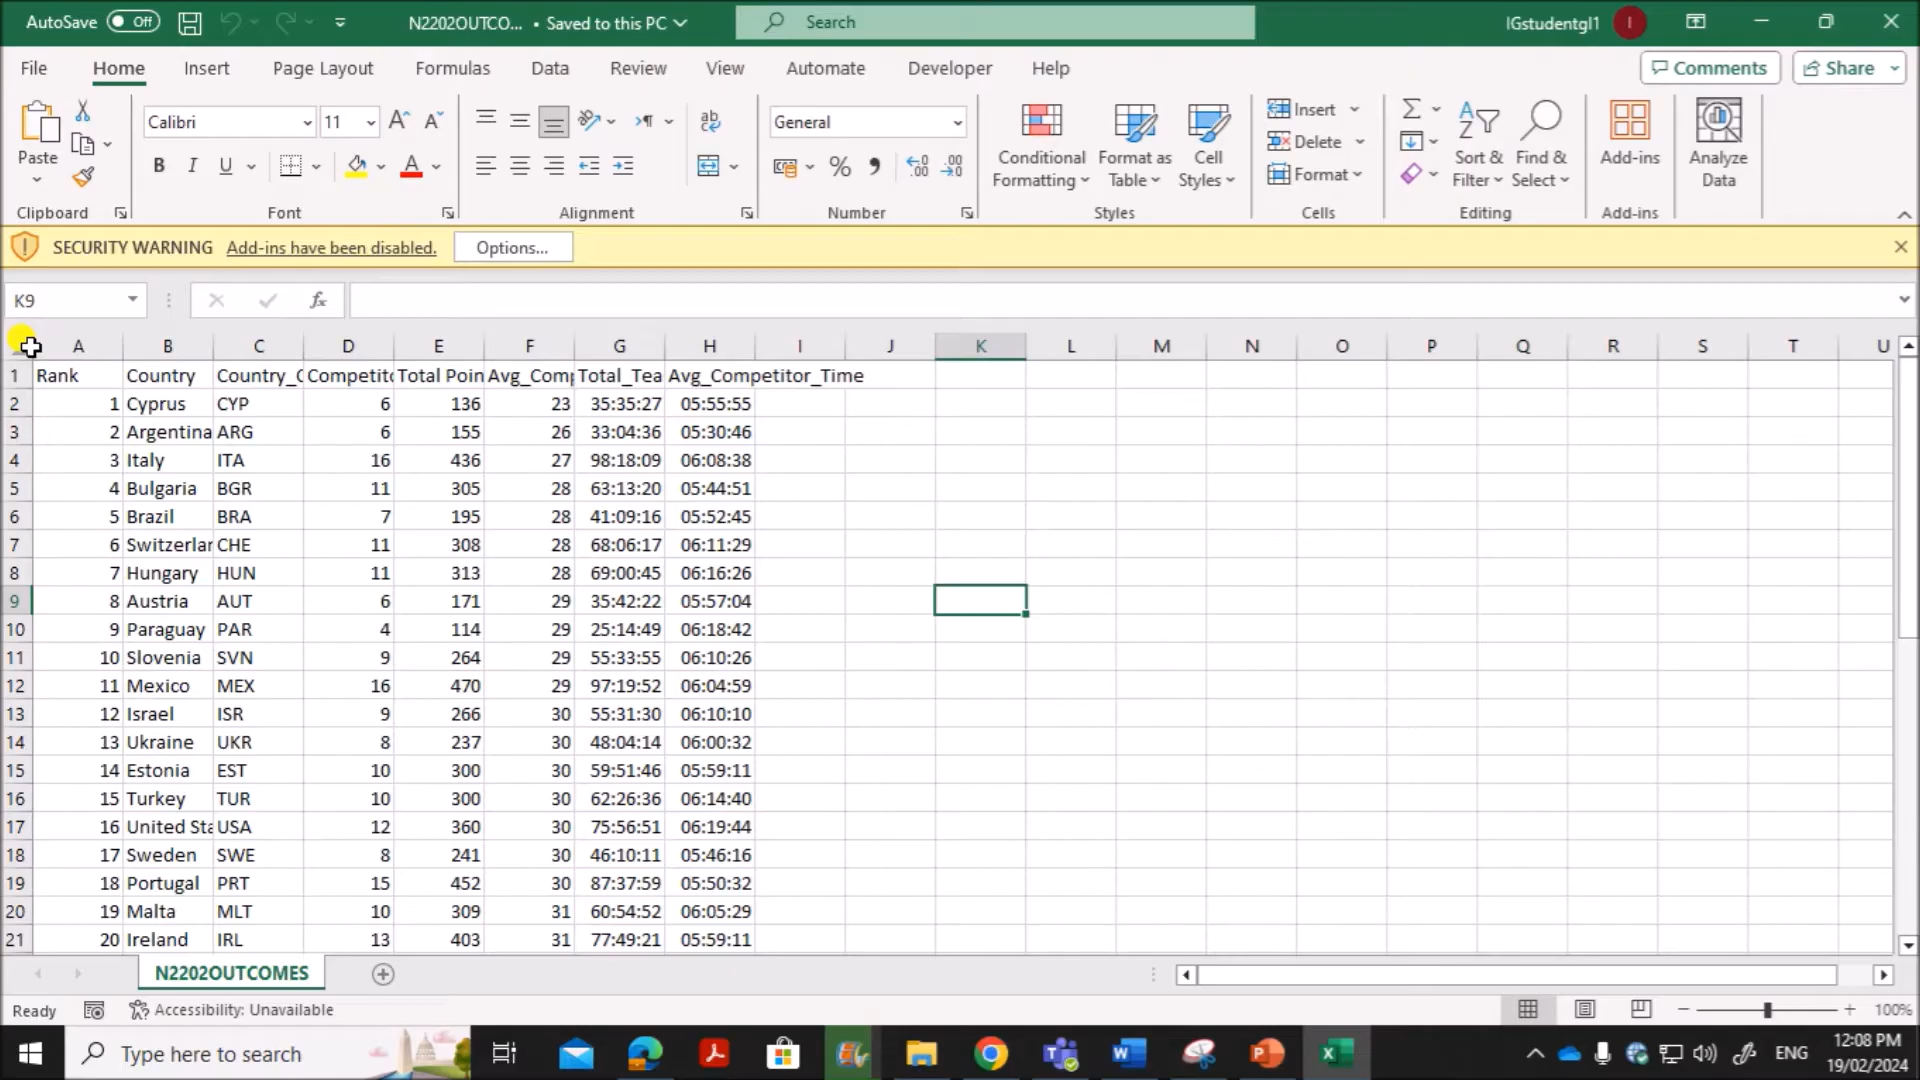 AutoSave Off N2202OUTCO... • Saved to this PC Search IGstudentgl1 I
File Home Insert Page Layout Formulas Data Review View Automate Developer Help Comments Share
Paste Calibri 11 General Conditional Formatting Format as Table Cell Styles Insert Delete Format Sort & Filter Find & Select Add-ins Analyze Data
Clipboard Font Alignment Number Styles Cells Editing Add-ins
SECURITY WARNING Add-ins have been disabled. Options...
K9 fx
A B C D E F G H I J K L M N O P Q R S T U
1 Rank Country Country_C Competito Total Poin Avg_Comp Total_Tea Avg_Competitor_Time
2 1 Cyprus CYP 6 136 23 35:35:27 05:55:55
3 2 Argentina ARG 6 155 26 33:04:36 05:30:46
4 3 Italy ITA 16 436 27 98:18:09 06:08:38
5 4 Bulgaria BGR 11 305 28 63:13:20 05:44:51
6 5 Brazil BRA 7 195 28 41:09:16 05:52:45
7 6 Switzerlar CHE 11 308 28 68:06:17 06:11:29
8 7 Hungary HUN 11 313 28 69:00:45 06:16:26
9 8 Austria AUT 6 171 29 35:42:22 05:57:04
10 9 Paraguay PAR 4 114 29 25:14:49 06:18:42
11 10 Slovenia SVN 9 264 29 55:33:55 06:10:26
12 11 Mexico MEX 16 470 29 97:19:52 06:04:59
13 12 Israel ISR 9 266 30 55:31:30 06:10:10
14 13 Ukraine UKR 8 237 30 48:04:14 06:00:32
15 14 Estonia EST 10 300 30 59:51:46 05:59:11
16 15 Turkey TUR 10 300 30 62:26:36 06:14:40
17 16 United Sta USA 12 360 30 75:56:51 06:19:44
18 17 Sweden SWE 8 241 30 46:10:11 05:46:16
19 18 Portugal PRT 15 452 30 87:37:59 05:50:32
20 19 Malta MLT 10 309 31 60:54:52 06:05:29
21 20 Ireland IRL 13 403 31 77:49:21 05:59:11
N2202OUTCOMES
Ready Accessibility: Unavailable 100%
Type here to search ENG 12:08 PM
19/02/2024